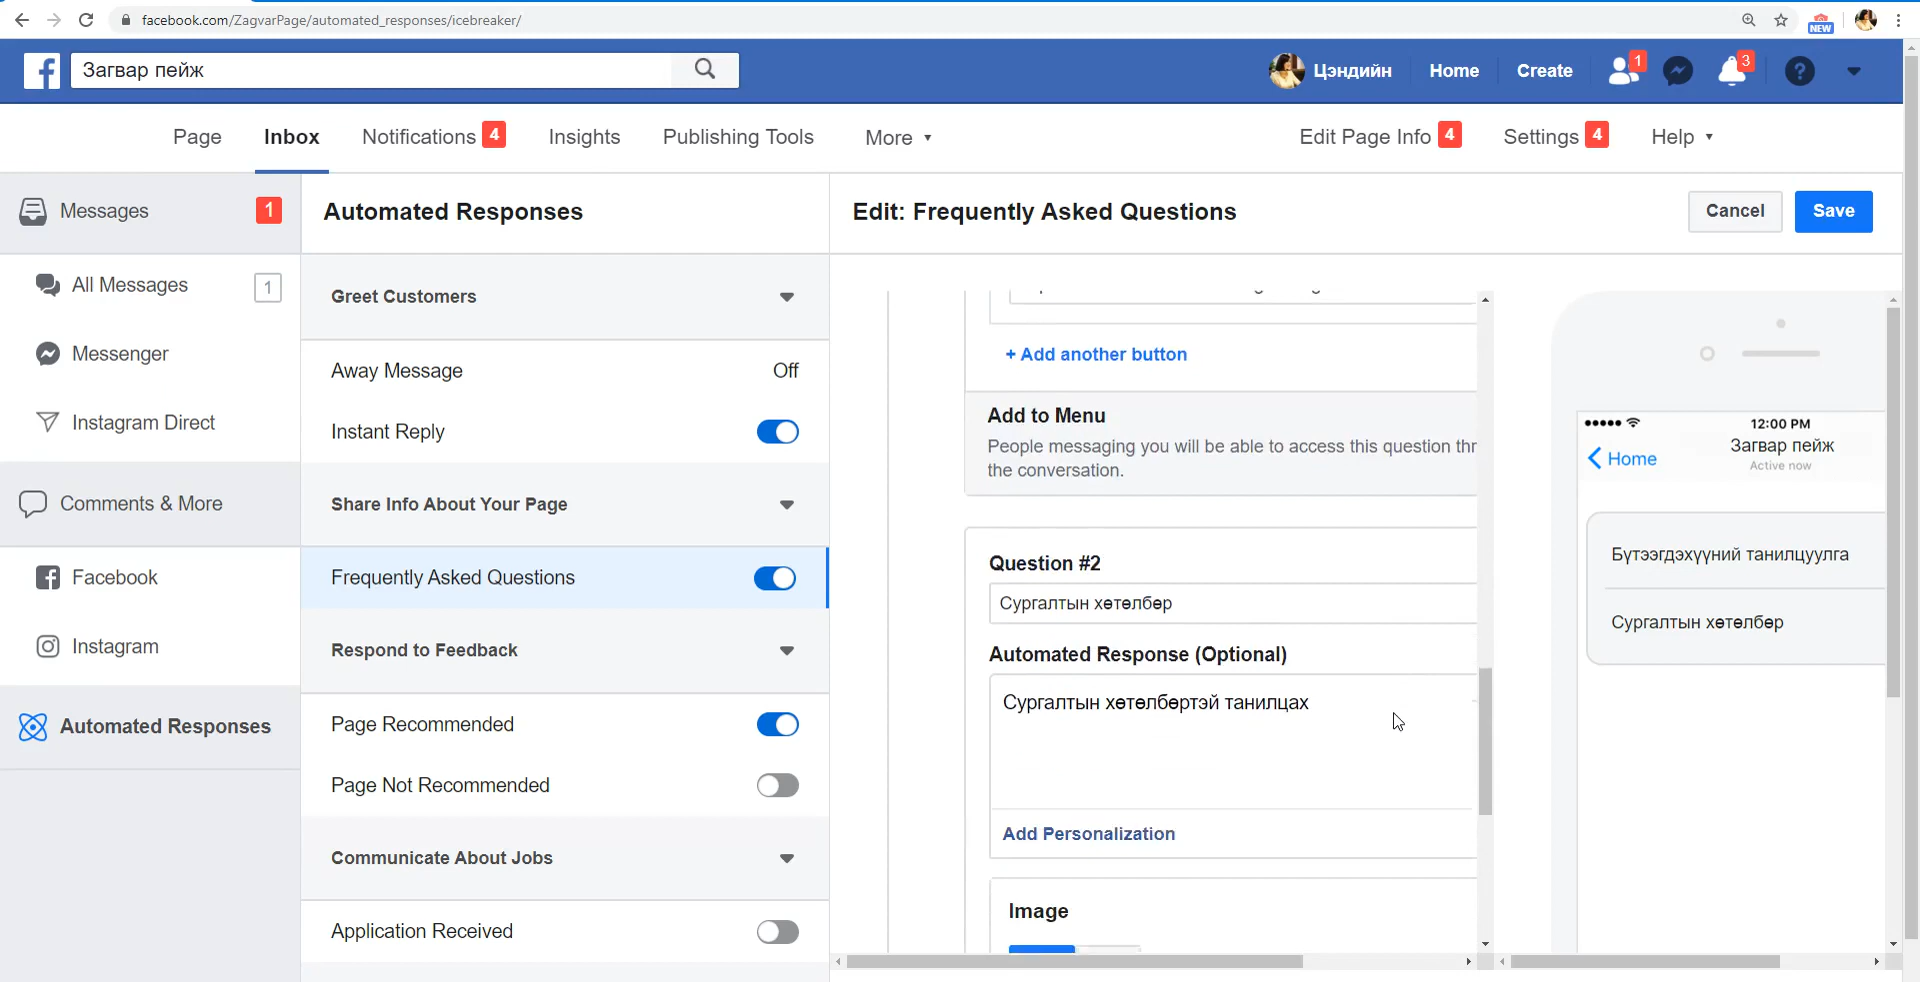 facebook.com/ZagvarPage/automated_responses/icebreaker/
NEW
Загвар пейж
Цэндийн
Home
Create
1
3
?
Page
Inbox
Notifications 4
Insights
Publishing Tools
More
Edit Page Info 4
Settings 4
Help
Messages 1
All Messages 1
Messenger
Instagram Direct
Comments & More
Facebook
Instagram
Automated Responses
Automated Responses
Greet Customers
Away Message Off
Instant Reply
Share Info About Your Page
Frequently Asked Questions
Respond to Feedback
Page Recommended
Page Not Recommended
Communicate About Jobs
Application Received
Edit: Frequently Asked Questions
Cancel
Save
+ Add another button
Add to Menu
People messaging you will be able to access this question thr
the conversation.
Question #2
Сургалтын хөтөлбөр
Automated Response (Optional)
Сургалтын хөтөлбөртэй танилцах
Add Personalization
Image
12:00 PM
Home
Загвар пейж
Active now
Бүтээгдэхүүний танилцуулга
Сургалтын хөтөлбөр